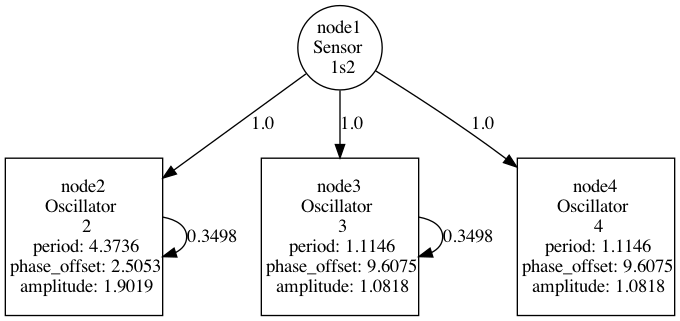 node1
Sensor
1s2
1.0
1.0
1.0
node2
Oscillator
2
period: 4.3736
phase_offset: 2.5053
amplitude: 1.9019
0.3498
node3
Oscillator
3
period: 1.1146
phase_offset: 9.6075
amplitude: 1.0818
0.3498
node4
Oscillator
4
period: 1.1146
phase_offset: 9.6075
amplitude: 1.0818